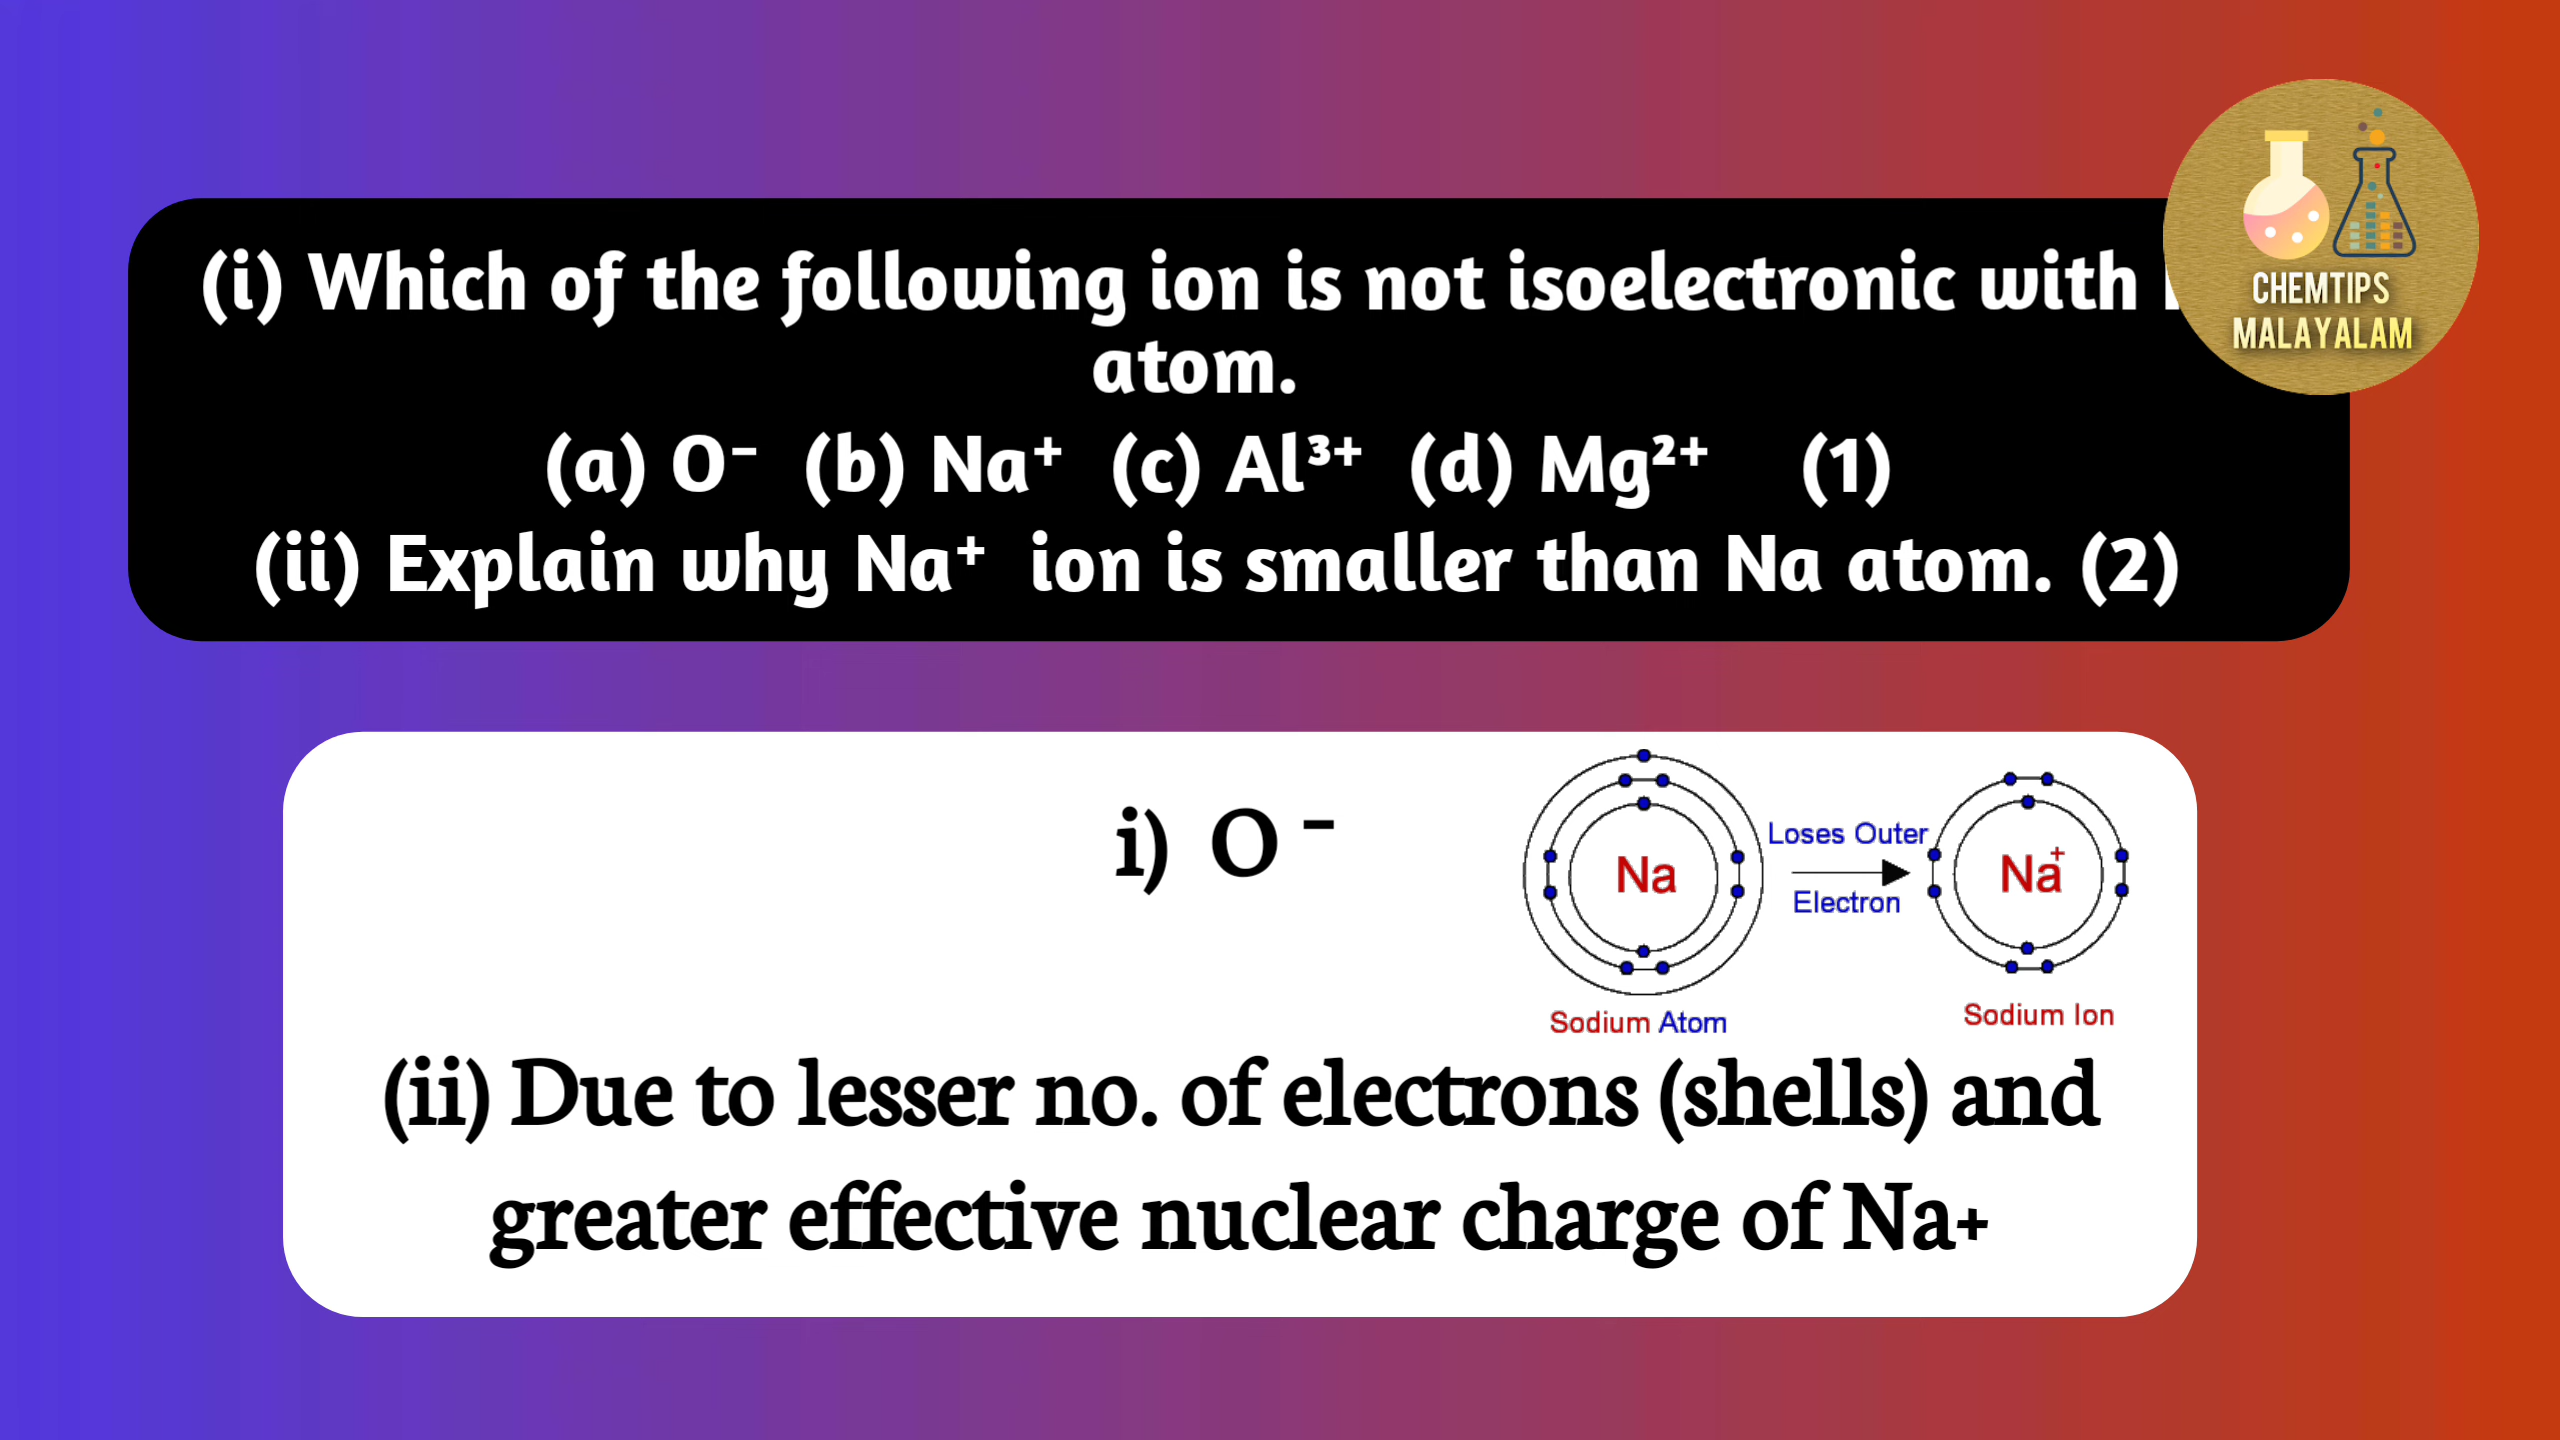 (i) Which of the following ion is not isoelectronic with
atom.
(a) O⁻ (b) Na⁺ (c) Al³⁺ (d) Mg²⁺ (1)
(ii) Explain why Na⁺ ion is smaller than Na atom. (2)
CHEMTIPS
MALAYALAM
i) O ⁻
Na
Loses Outer
Electron
Na⁺
Sodium Atom
Sodium Ion
(ii) Due to lesser no. of electrons (shells) and
greater effective nuclear charge of Na+